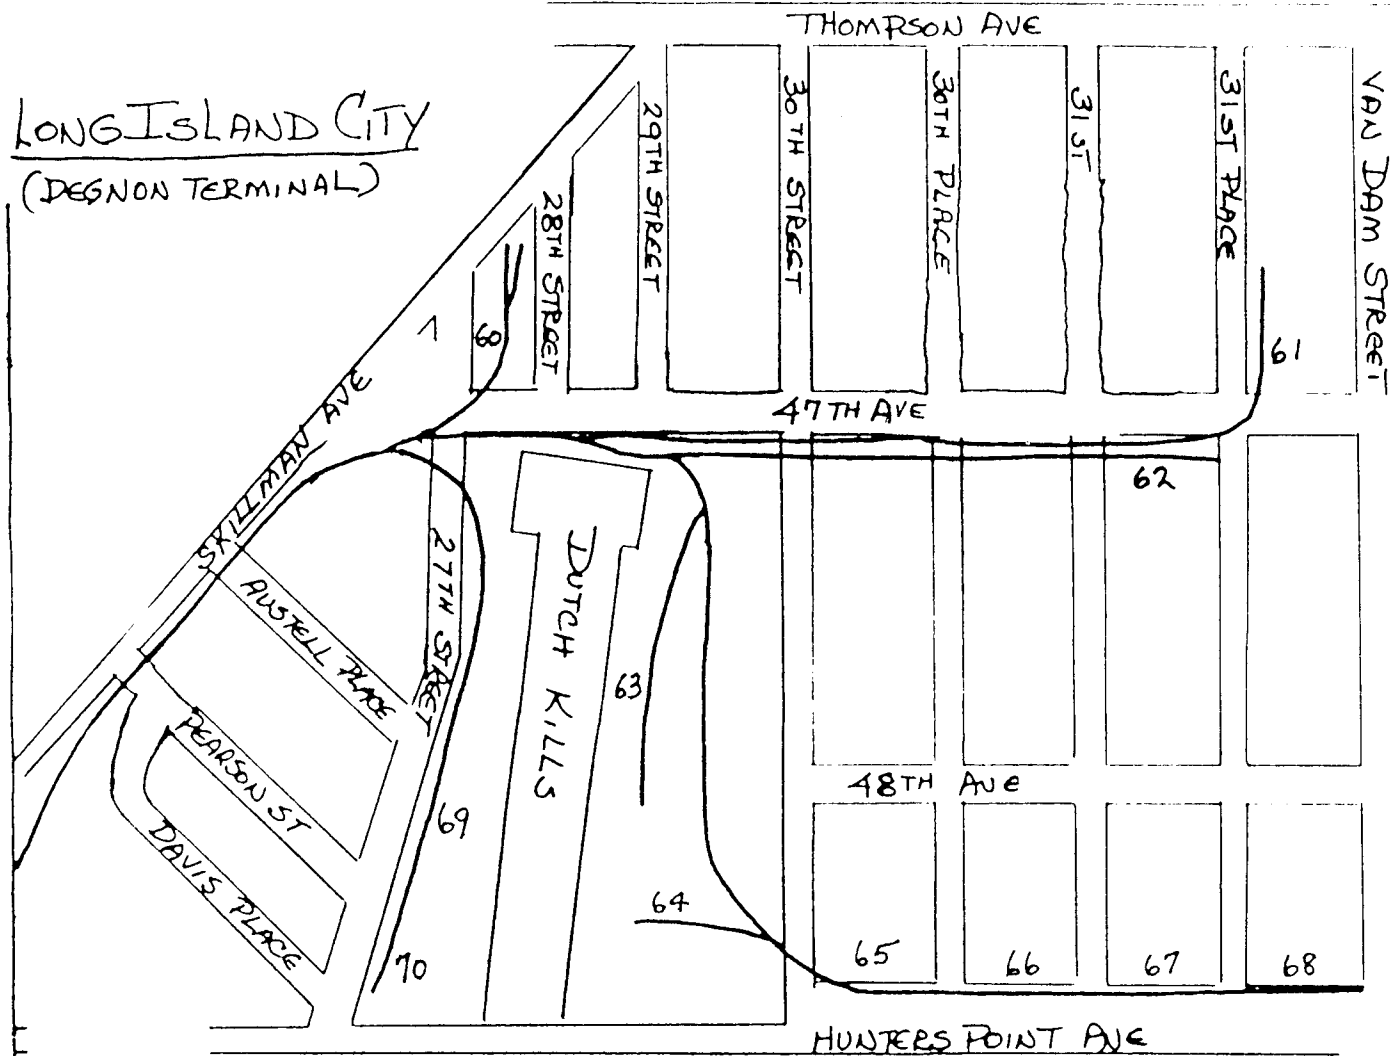 THOMPSON AVE
LONG ISLAND CITY
(DEGNON TERMINAL)
28TH STREET
29TH STREET
30TH STREET
30TH PLACE
31ST
31ST PLACE
VAN DAM STREET
60
61
SKILLMAN AVE
47TH AVE
62
27TH STREET
DUTCH KILLS
AUSTELL PLACE
63
PEARSON ST
48TH AVE
69
DAVIS PLACE
64
70
65
66
67
68
HUNTERS POINT AVE